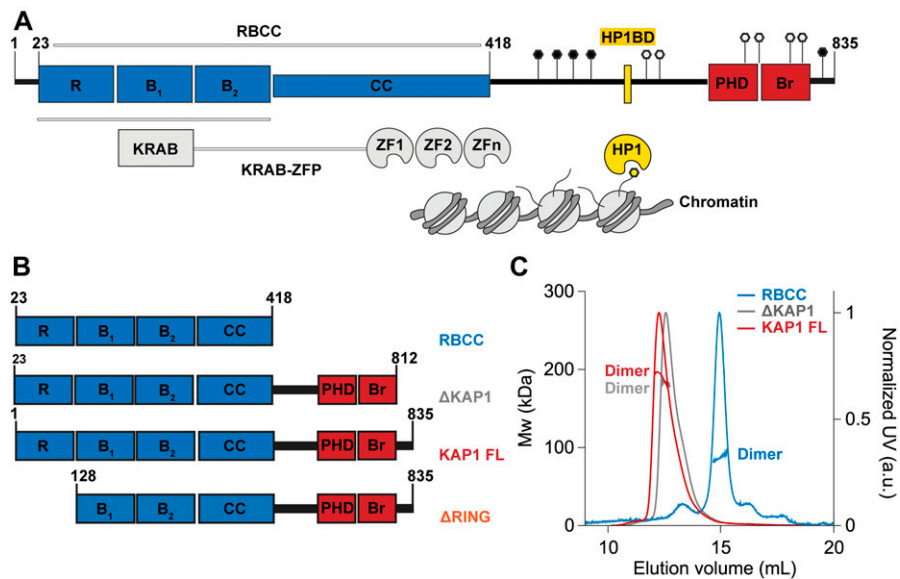 A
RBCC
1 23 418 HP1BD 835
R B₁ B₂ CC PHD Br
KRAB ZF1 ZF2 ZFn HP1
KRAB-ZFP
Chromatin
B
23 418
R B₁ B₂ CC
RBCC
23 812
R B₁ B₂ CC PHD Br
ΔKAP1
1 835
R B₁ B₂ CC PHD Br
KAP1 FL
128 835
B₁ B₂ CC PHD Br
ΔRING
C
RBCC
ΔKAP1
KAP1 FL
Mw (kDa)
300
200
100
0
Dimer
Dimer
Dimer
1
0.5
0
Normalized UV (a.u.)
10 15 20
Elution volume (mL)